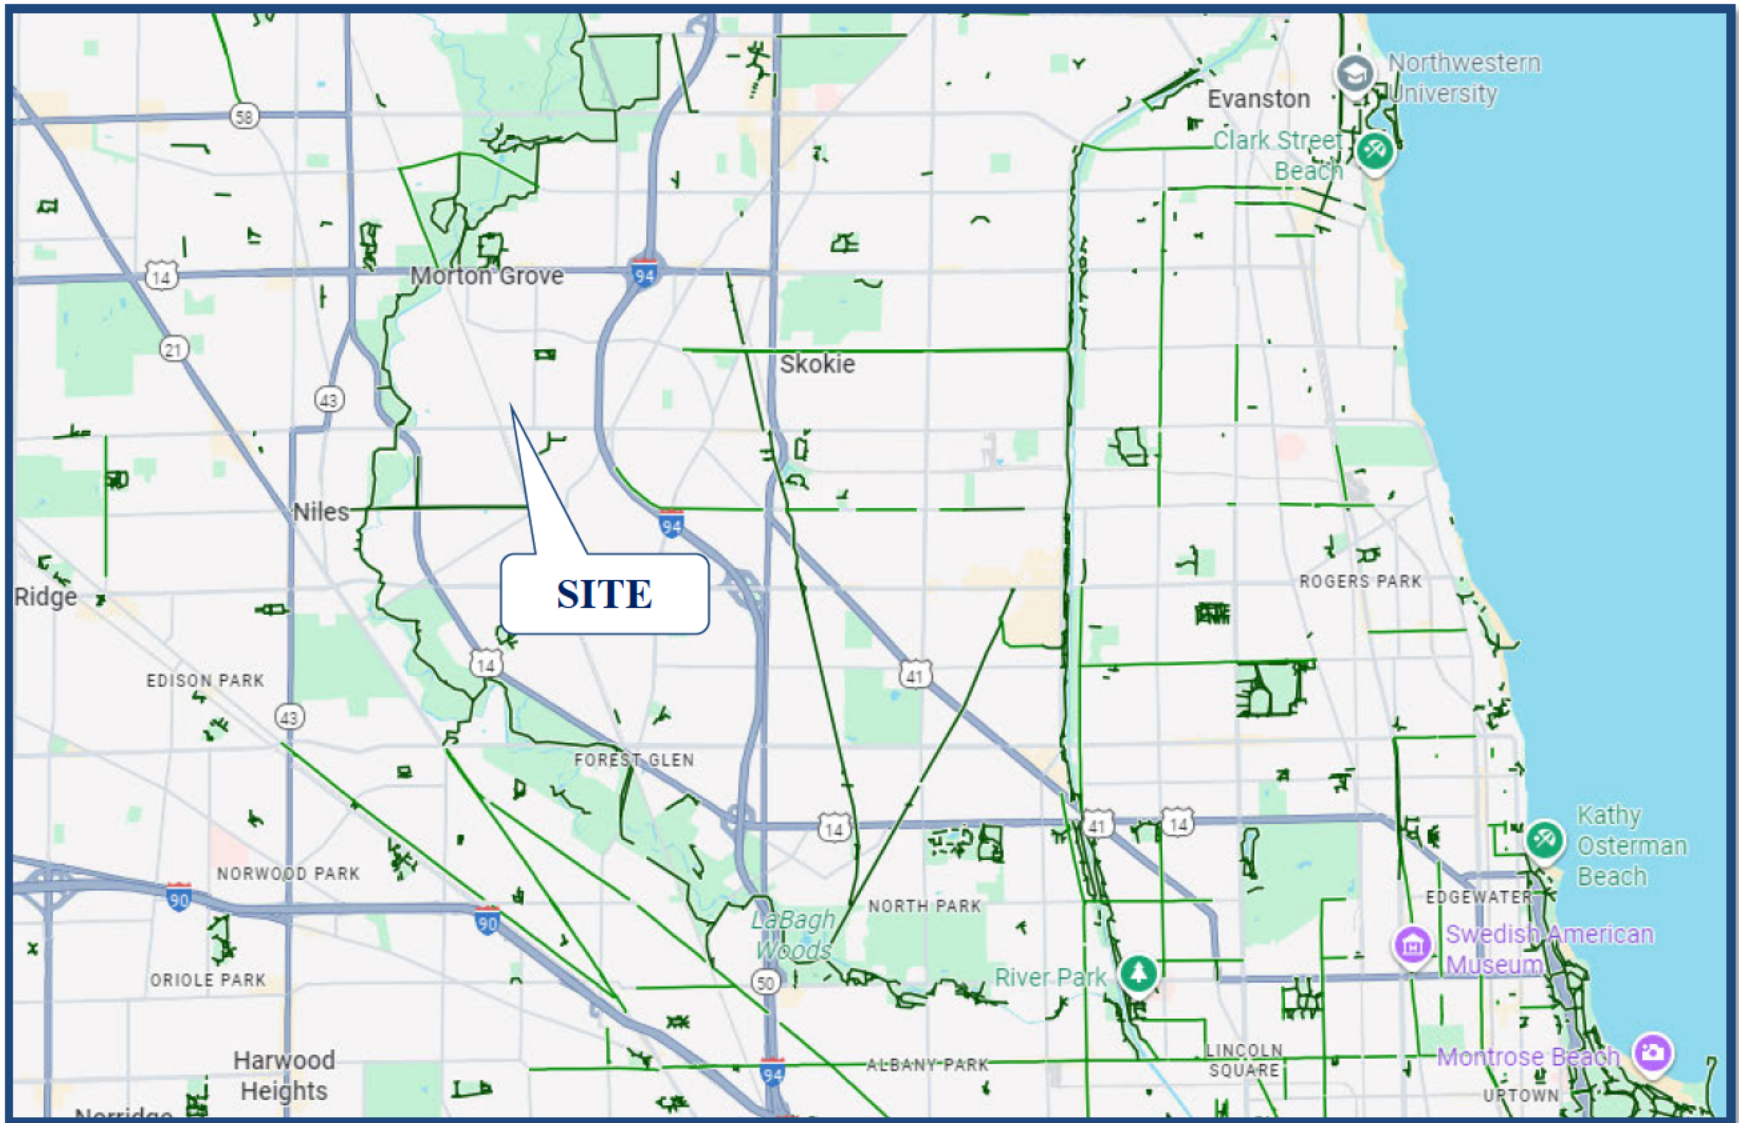 Northwestern
University
Evanston
58
Clark Street
Beach
14
Morton Grove
94
21
Skokie
43
Niles
94
SITE
Ridge
ROGERS PARK
14
41
EDISON PARK
43
FOREST GLEN
14
41
14
Kathy
Osterman
Beach
NORWOOD PARK
90
90
NORTH PARK
EDGEWATER
LaBagh
Woods
Swedish American
Museum
ORIOLE PARK
50
River Park
Harwood
Heights
94
ALBANY PARK
LINCOLN
SQUARE
Montrose Beach
UPTOWN
Norridge